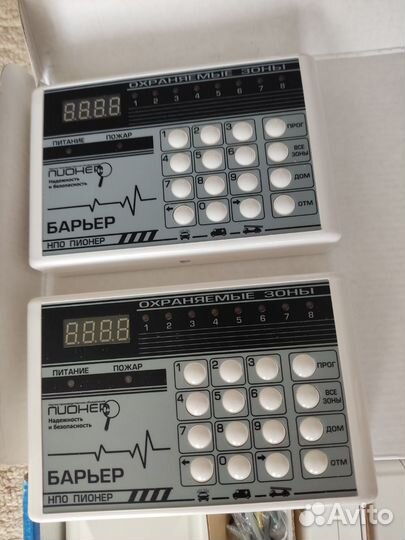 ОХРАНЯЕМЫЕ ЗОНЫ
8.8.8.8.
1 2 3 4 5 6 7 8
ПИТАНИЕ ПОЖАР
1 2 3 ПРОГ
ПИОНЕР
Надежность
и безопасность
4 5 6 ВСЕ ЗОНЫ
7 8 9 ДОМ
БАРЬЕР
← 0 → ОТМ
НПО ПИОНЕР
ОХРАНЯЕМЫЕ ЗОНЫ
8.8.8.8.
1 2 3 4 5 6 7 8
ПИТАНИЕ ПОЖАР
1 2 3 ПРОГ
ПИОНЕР
Надежность
и безопасность
4 5 6 ВСЕ ЗОНЫ
7 8 9 ДОМ
БАРЬЕР
← 0 → ОТМ
НПО ПИОНЕР
Avito